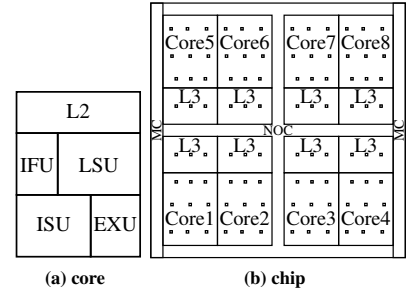 Core5 Core6 Core7 Core8
L3 L3 L3 L3
MC NOC MC
L3 L3 L3 L3
Core1 Core2 Core3 Core4
L2
IFU LSU
ISU EXU
(a) core (b) chip